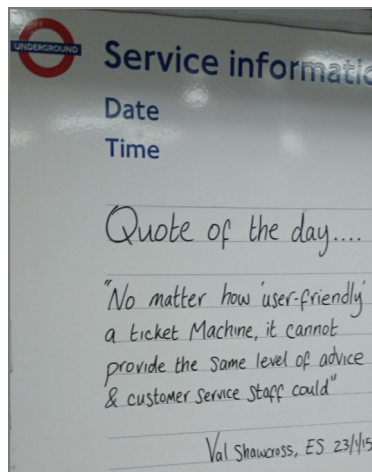 UNDERGROUND
Service informatio
Date
Time
Quote of the day....
"No matter how 'user-friendly'
a ticket Machine, it cannot
provide the same level of advice
& customer service staff could"
Val Shawcross, ES 23/1/15